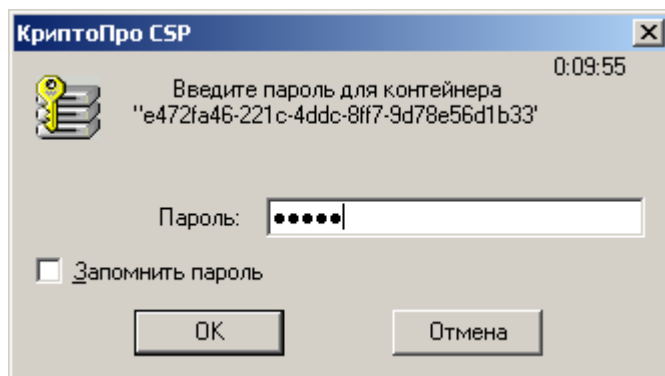 КриптоПро CSP
0:09:55
Введите пароль для контейнера
"e472fa46-221c-4ddc-8ff7-9d78e56d1b33'
Пароль: •••••
Запомнить пароль
OK
Отмена